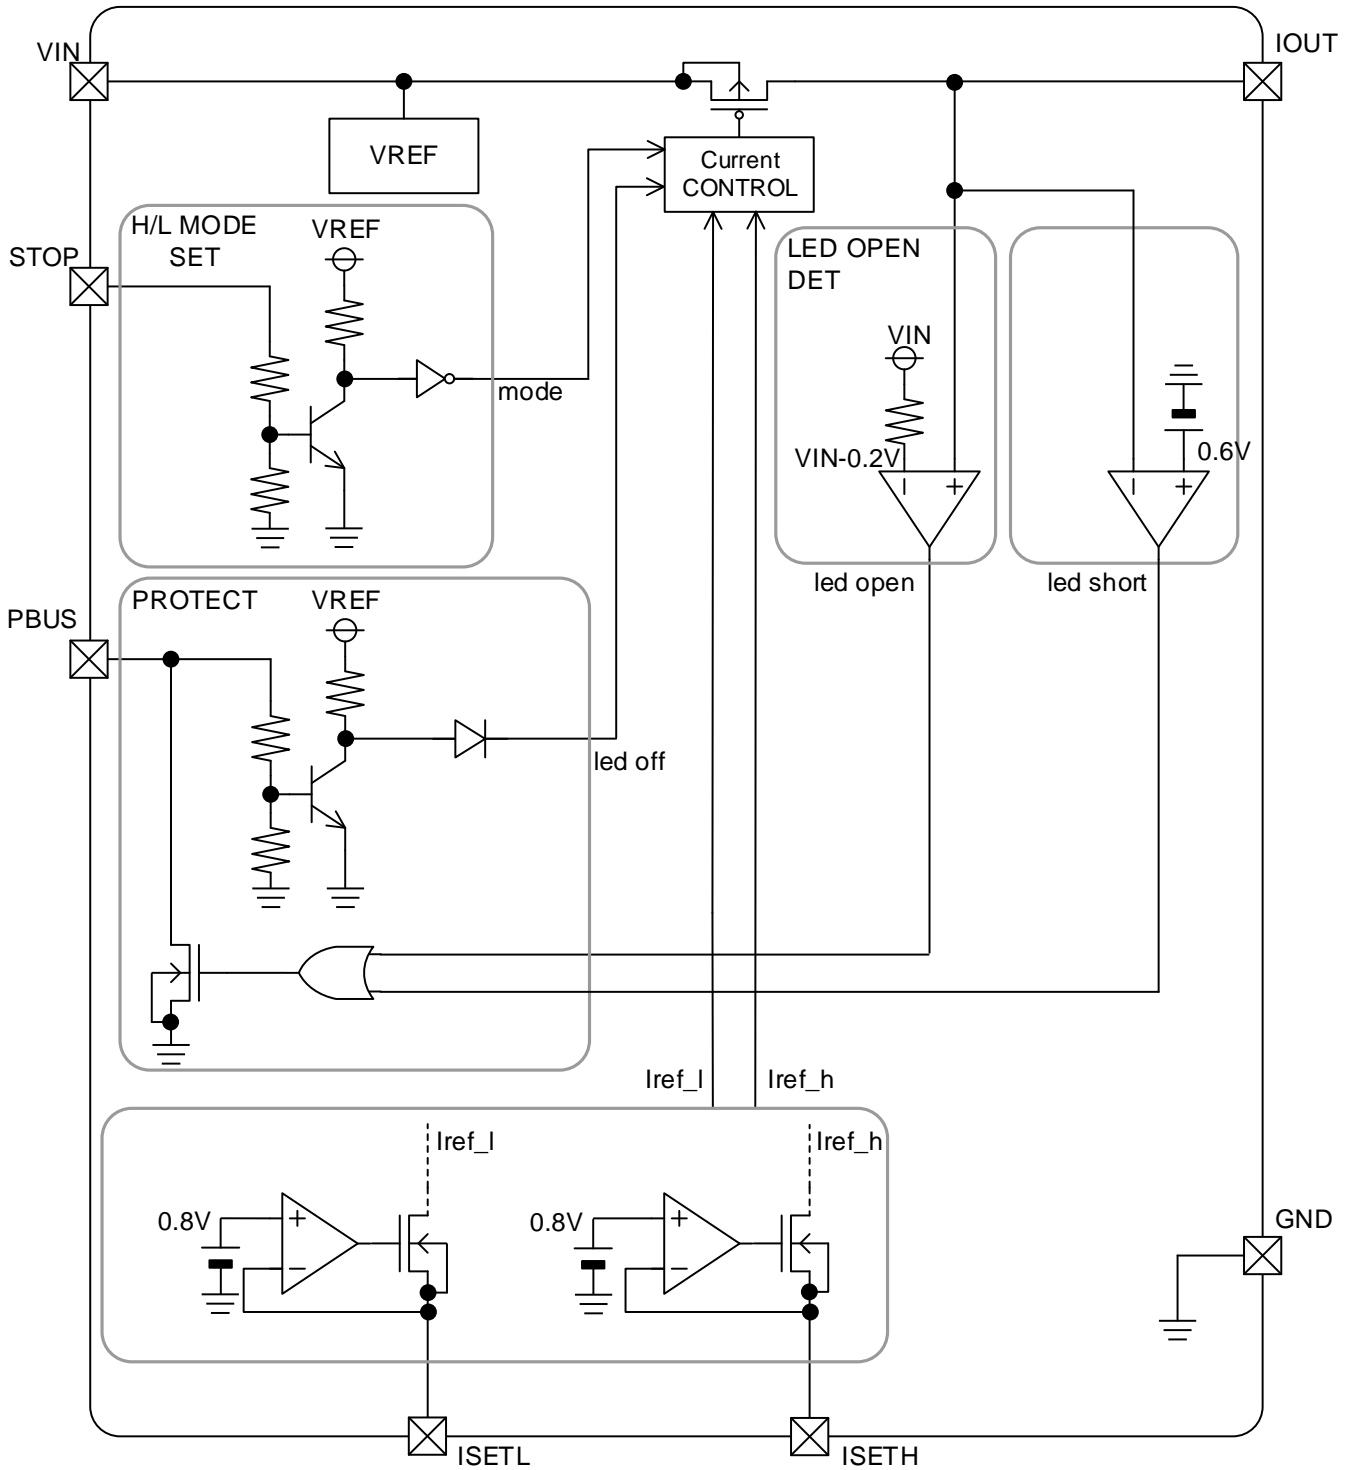 VIN
IOUT
VREF
Current
CONTROL
H/L MODE
SET
VREF
STOP
LED OPEN
DET
VIN
mode
VIN-0.2V
0.6V
-
+
-
+
led open
led short
PROTECT
VREF
PBUS
led off
Iref_l
Iref_h
Iref_l
Iref_h
0.8V
+
-
0.8V
+
-
GND
ISETL
ISETH